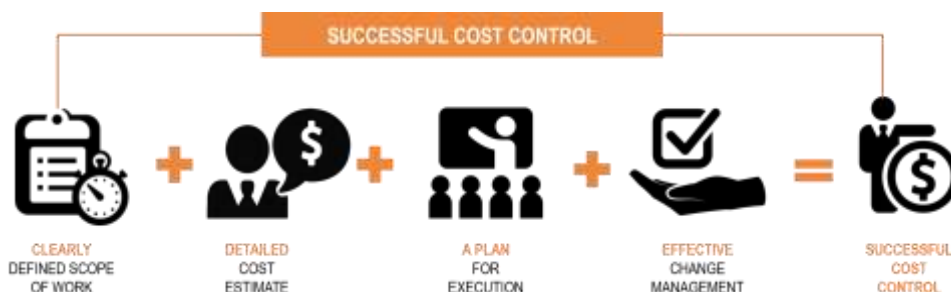 SUCCESSFUL COST CONTROL
$
$
CLEARLY
DEFINED SCOPE
OF WORK
DETAILED
COST
ESTIMATE
A PLAN
FOR
EXECUTION
EFFECTIVE
CHANGE
MANAGEMENT
SUCCESSFUL
COST
CONTROL